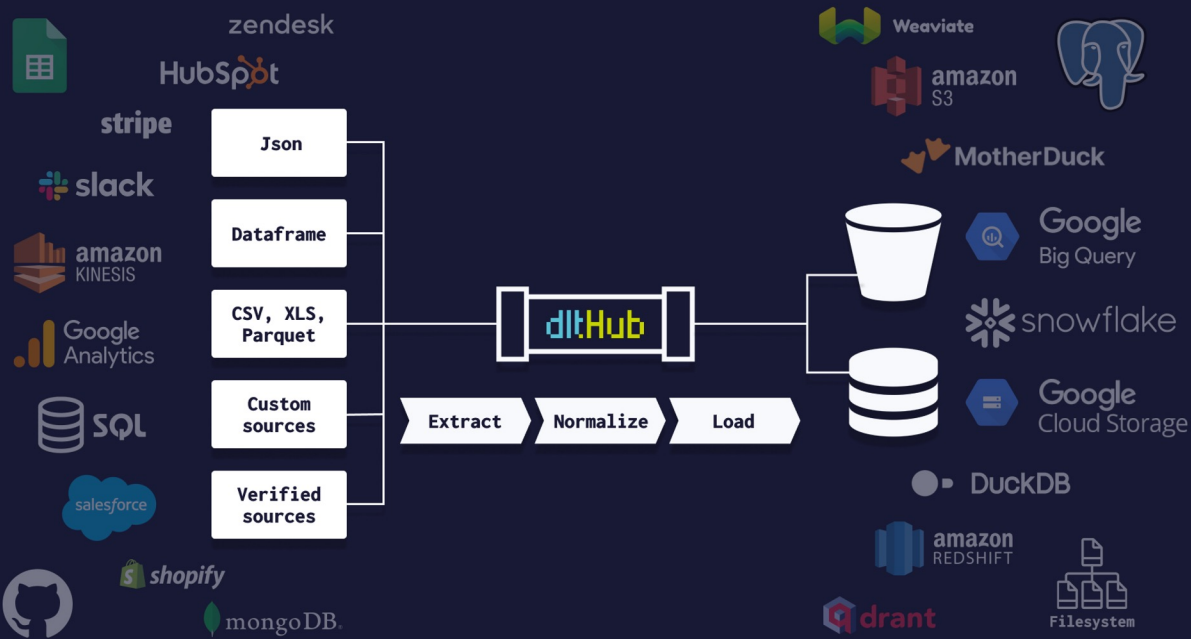 zendesk
HubSpot
stripe
slack
amazon
KINESIS
Google
Analytics
SQL
salesforce
shopify
mongoDB.
Json
Dataframe
CSV, XLS,
Parquet
Custom
sources
Verified
sources
dltHub
Extract
Normalize
Load
Weaviate
amazon
S3
MotherDuck
Google
Big Query
snowflake
Google
Cloud Storage
DuckDB
amazon
REDSHIFT
qdrant
Filesystem